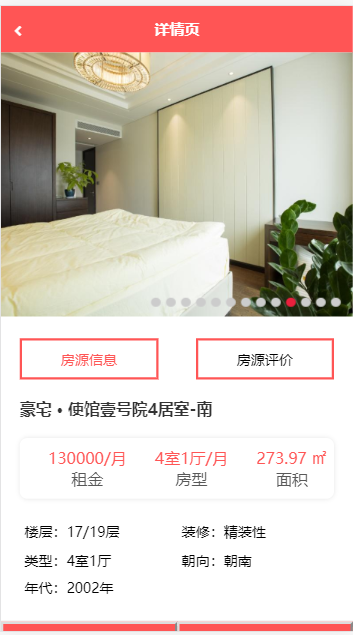 详情页
房源信息 房源评价
豪宅 • 使馆壹号院4居室-南
130000/月 4室1厅/月 273.97 ㎡
租金 房型 面积
楼层：17/19层 装修：精装性
类型：4室1厅 朝向：朝南
年代：2002年